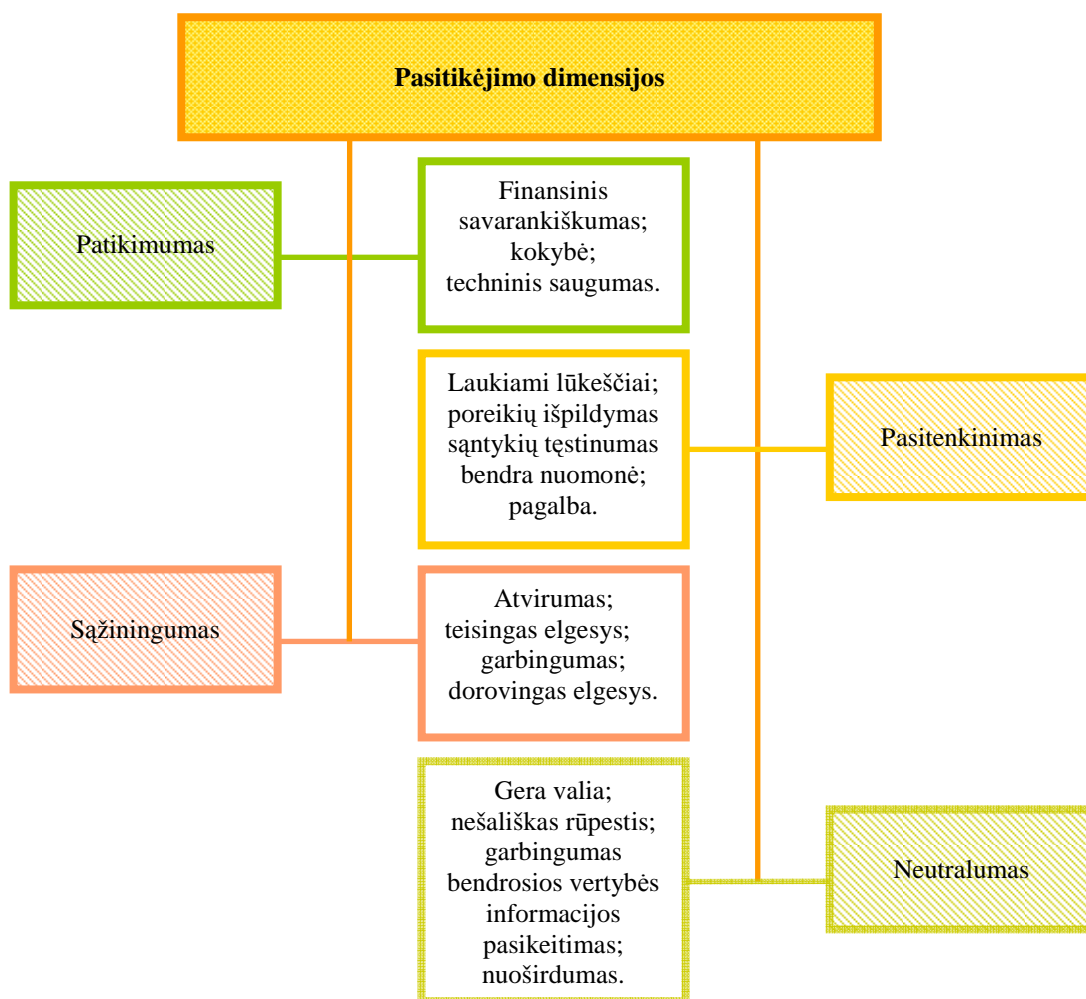 Pasitikėjimo dimensijos
Patikimumas
Finansinis
savarankiškumas;
kokybė;
techninis saugumas.
Laukiami lūkeščiai;
poreikių išpildymas
sąntykių tęstinumas
bendra nuomonė;
pagalba.
Pasitenkinimas
Sąžiningumas
Atvirumas;
teisingas elgesys;
garbingumas;
dorovingas elgesys.
Gera valia;
nešališkas rūpestis;
garbingumas
bendrosios vertybės
informacijos
pasikeitimas;
nuoširdumas.
Neutralumas